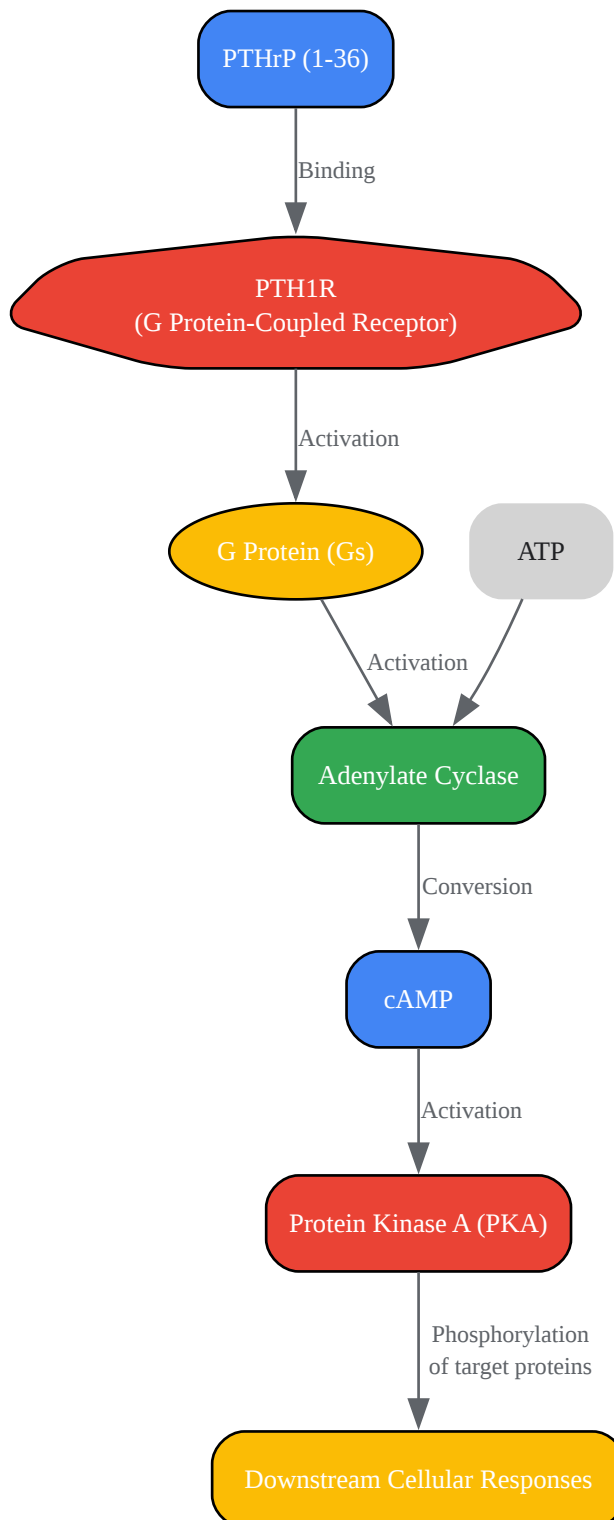 PTHrP (1-36)
Binding
PTH1R
(G Protein-Coupled Receptor)
Activation
G Protein (Gs)
ATP
Activation
Adenylate Cyclase
Conversion
cAMP
Activation
Protein Kinase A (PKA)
Phosphorylation
of target proteins
Downstream Cellular Responses